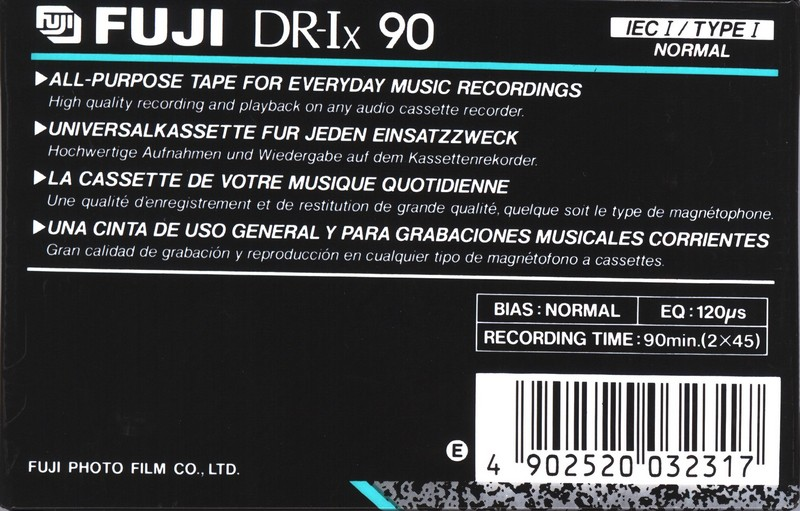 FUJI FUJI DR-Ix 90
IEC I / TYPE I
NORMAL
▶ALL-PURPOSE TAPE FOR EVERYDAY MUSIC RECORDINGS
High quality recording and playback on any audio cassette recorder.
▶UNIVERSALKASSETTE FUR JEDEN EINSATZZWECK
Hochwertige Aufnahmen und Wiedergabe auf dem Kassettenrekorder.
▶LA CASSETTE DE VOTRE MUSIQUE QUOTIDIENNE
Une qualité d'enregistrement et de restitution de grande qualité, quelque soit le type de magnétophone.
▶UNA CINTA DE USO GENERAL Y PARA GRABACIONES MUSICALES CORRIENTES
Gran calidad de grabación y reproducción en cualquier tipo de magnetófono a cassettes.
BIAS : NORMAL EQ : 120μs
RECORDING TIME : 90min. (2×45)
E
4 902520 032317
FUJI PHOTO FILM CO., LTD.